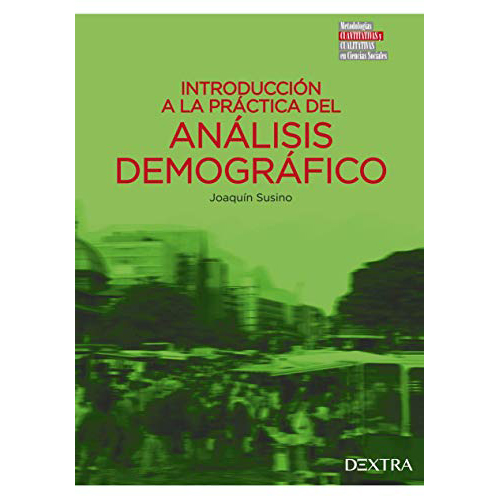 Metodologías
CUANTITATIVAS y
CUALITATIVAS
en Ciencias Sociales
INTRODUCCIÓN
A LA PRÁCTICA DEL
ANÁLISIS
DEMOGRÁFICO
Joaquín Susino
DEXTRA